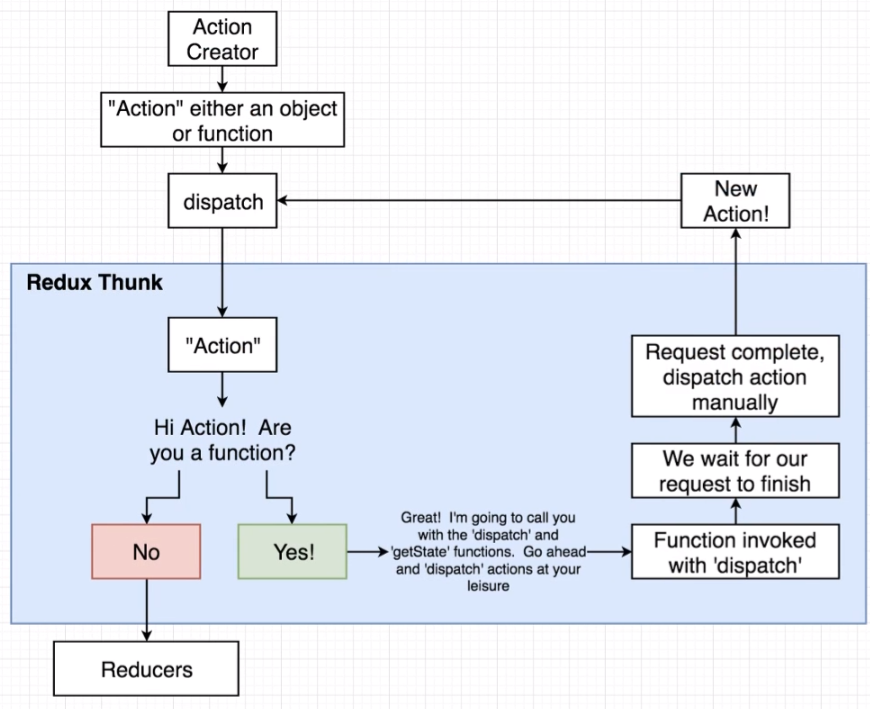 Action
Creator
"Action" either an object
or function
dispatch
New
Action!
Redux Thunk
"Action"
Hi Action! Are
you a function?
No
Yes!
Great! I'm going to call you
with the 'dispatch' and
'getState' functions. Go ahead
and 'dispatch' actions at your
leisure
Request complete,
dispatch action
manually
We wait for our
request to finish
Function invoked
with 'dispatch'
Reducers